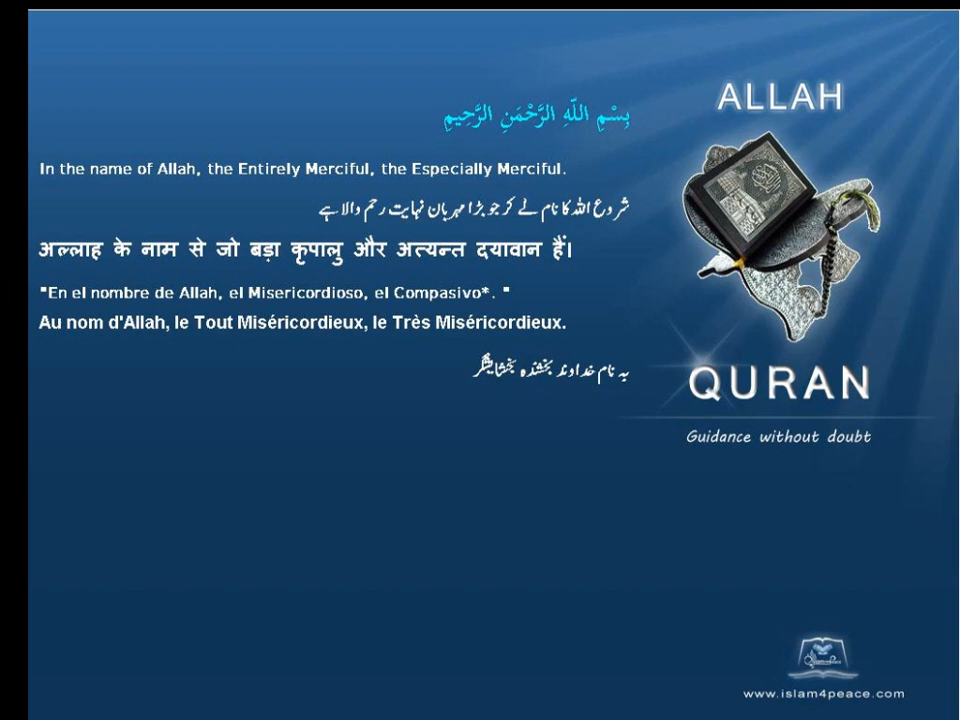 بِسْمِ اللّهِ الرَّحْمَنِ الرَّحِيمِ
In the name of Allah, the Entirely Merciful, the Especially Merciful.
شروع الله کا نام لے کر جو بڑا مہربان نہایت رحم والا ہے
अल्लाह के नाम से जो बड़ा कृपालु और अत्यन्त दयावान हैं।
"En el nombre de Allah, el Misericordioso, el Compasivo*. "
Au nom d'Allah, le Tout Miséricordieux, le Très Miséricordieux.
به نام خداوند بخشنده بخشایشگر
ALLAH
QURAN
Guidance without doubt
www.islam4peace.com